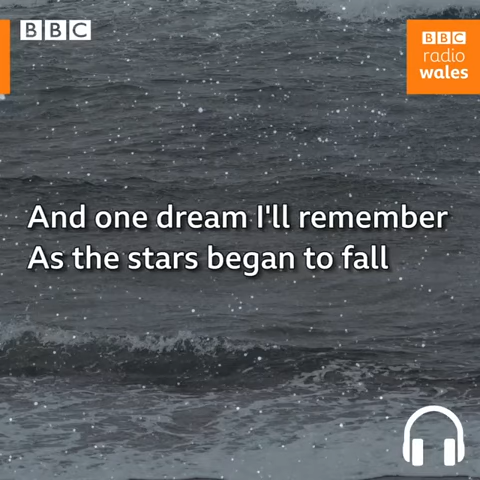 BBC
BBC
radio
wales
And one dream I'll remember
As the stars began to fall